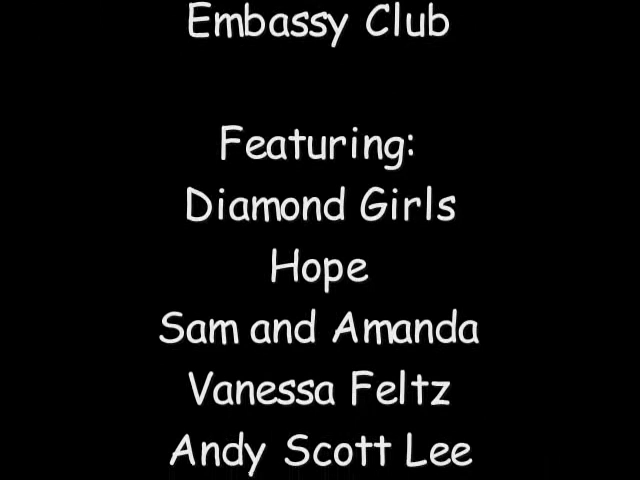 Embassy Club
Featuring:
Diamond Girls
Hope
Sam and Amanda
Vanessa Feltz
Andy Scott Lee